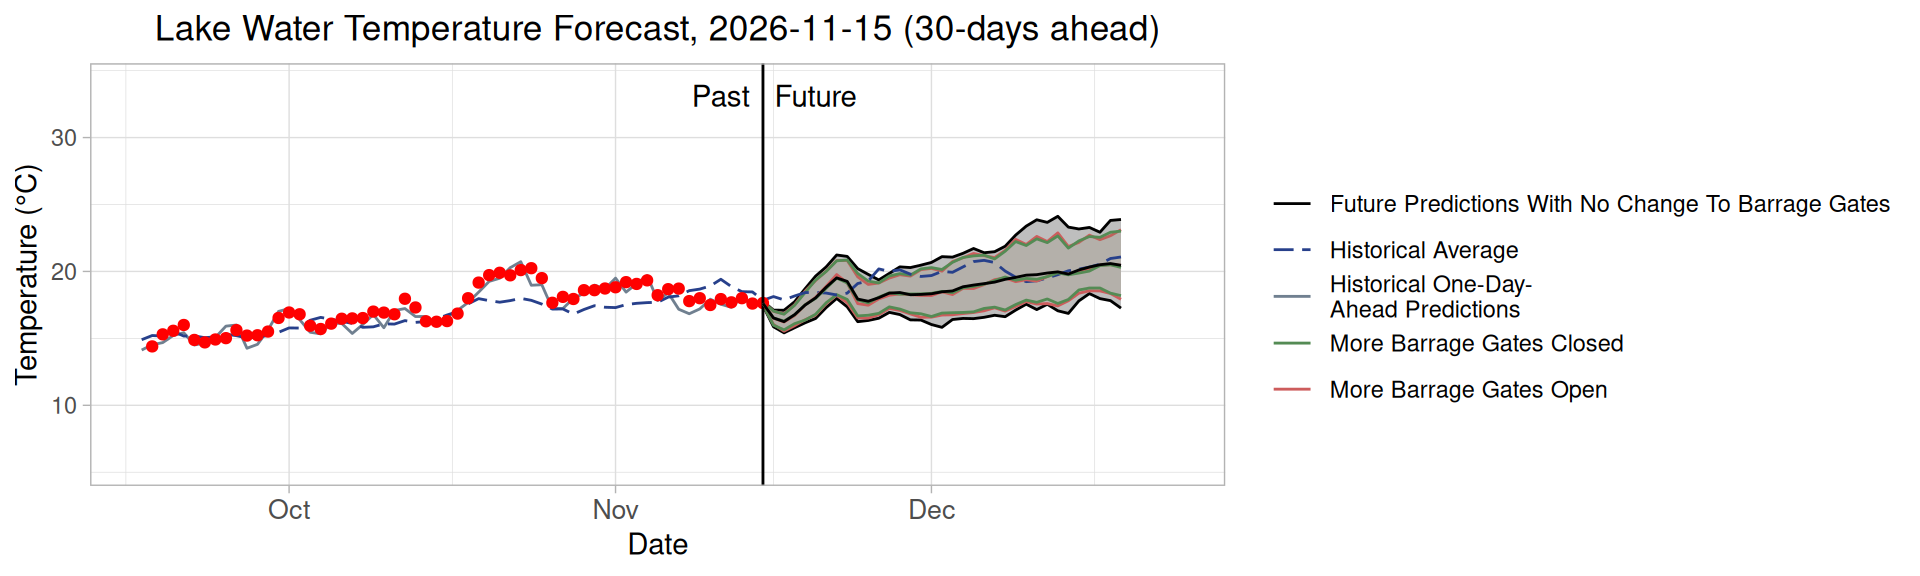 Lake Water Temperature Forecast, 2026-11-15 (30-days ahead)
Past
Future
30
20
10
Temperature (°C)
Oct
Nov
Dec
Date
Future Predictions With No Change To Barrage Gates
Historical Average
Historical One-Day-
Ahead Predictions
More Barrage Gates Closed
More Barrage Gates Open